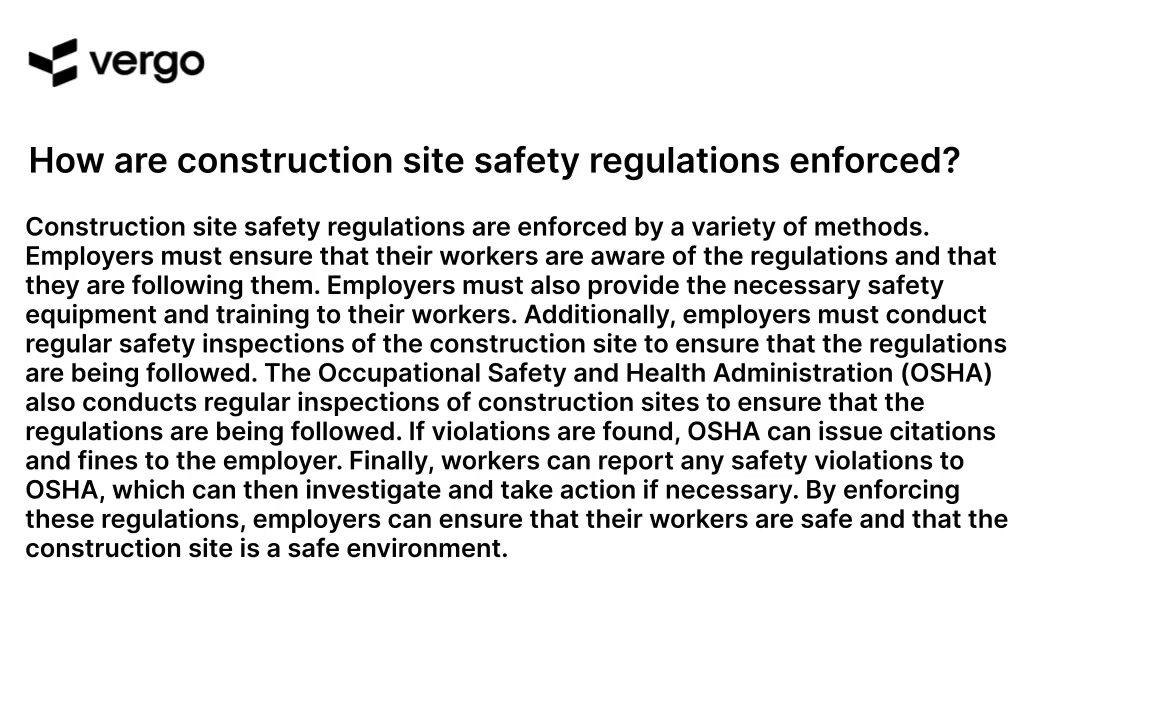 vergo
How are construction site safety regulations enforced?
Construction site safety regulations are enforced by a variety of methods.
Employers must ensure that their workers are aware of the regulations and that
they are following them. Employers must also provide the necessary safety
equipment and training to their workers. Additionally, employers must conduct
regular safety inspections of the construction site to ensure that the regulations
are being followed. The Occupational Safety and Health Administration (OSHA)
also conducts regular inspections of construction sites to ensure that the
regulations are being followed. If violations are found, OSHA can issue citations
and fines to the employer. Finally, workers can report any safety violations to
OSHA, which can then investigate and take action if necessary. By enforcing
these regulations, employers can ensure that their workers are safe and that the
construction site is a safe environment.